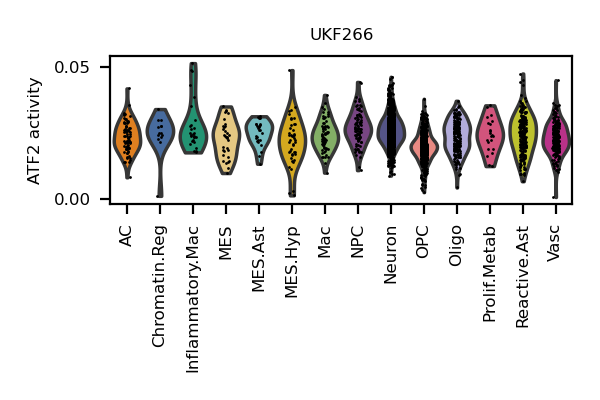 UKF266
ATF2 activity
0.05
0.00
AC
Chromatin.Reg
Inflammatory.Mac
MES
MES.Ast
MES.Hyp
Mac
NPC
Neuron
OPC
Oligo
Prolif.Metab
Reactive.Ast
Vasc